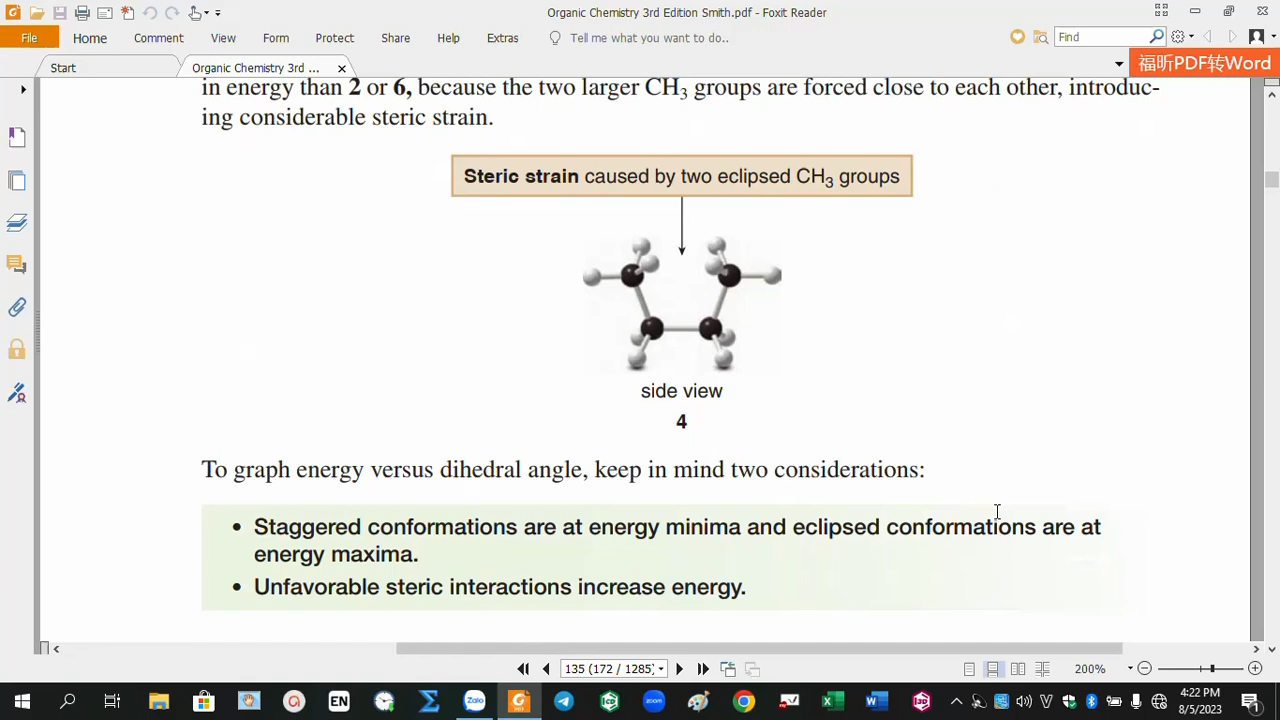 Organic Chemistry 3rd Edition Smith.pdf - Foxit Reader
File Home Comment View Form Protect Share Help Extras Tell me what you want to do.. Find
Start Organic Chemistry 3rd ... 福昕PDF转Word
in energy than 2 or 6, because the two larger CH3 groups are forced close to each other, introduc-
ing considerable steric strain.
Steric strain caused by two eclipsed CH3 groups
side view
4
To graph energy versus dihedral angle, keep in mind two considerations:
• Staggered conformations are at energy minima and eclipsed conformations are at
energy maxima.
• Unfavorable steric interactions increase energy.
135 (172 / 1285) 200%
EN Zalo zoom V 4:22 PM
8/5/2023